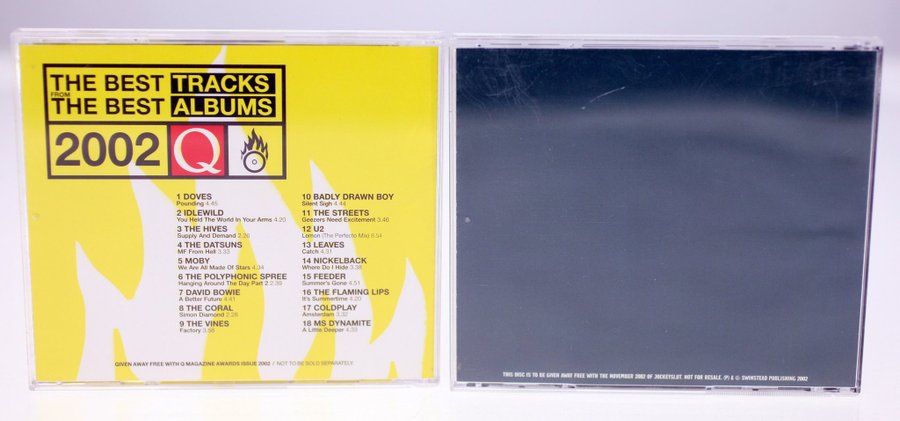 THE BEST TRACKS
FROM
THE BEST ALBUMS
2002 Q
1 DOVES
Pounding 4.45
2 IDLEWILD
You Held The World In Your Arms 4.20
3 THE HIVES
Supply And Demand 2.26
4 THE DATSUNS
MF From Hell 3.33
5 MOBY
We Are All Made Of Stars 4.34
6 THE POLYPHONIC SPREE
Hanging Around The Day Part 2 2.39
7 DAVID BOWIE
A Better Future 4.41
8 THE CORAL
Simon Diamond 2.28
9 THE VINES
Factory 3.55
10 BADLY DRAWN BOY
Silent Sigh 4.44
11 THE STREETS
Geezers Need Excitement 3.46
12 U2
Lemon (The Perfecto Mix) 8.54
13 LEAVES
Catch 4.31
14 NICKELBACK
Where Do I Hide 3.38
15 FEEDER
Summer's Gone 4.51
16 THE FLAMING LIPS
It's Summertime 4.20
17 COLDPLAY
Amsterdam 3.32
18 MS DYNAMITE
A Little Deeper 4.33
GIVEN AWAY FREE WITH Q MAGAZINE AWARDS ISSUE 2002 / NOT TO BE SOLD SEPARATELY.
THIS DISC IS TO BE GIVEN AWAY FREE WITH THE NOVEMBER 2002 OF JOCKEYSLUT. NOT FOR RESALE. (P) & © SWINSTEAD PUBLISHING 2002